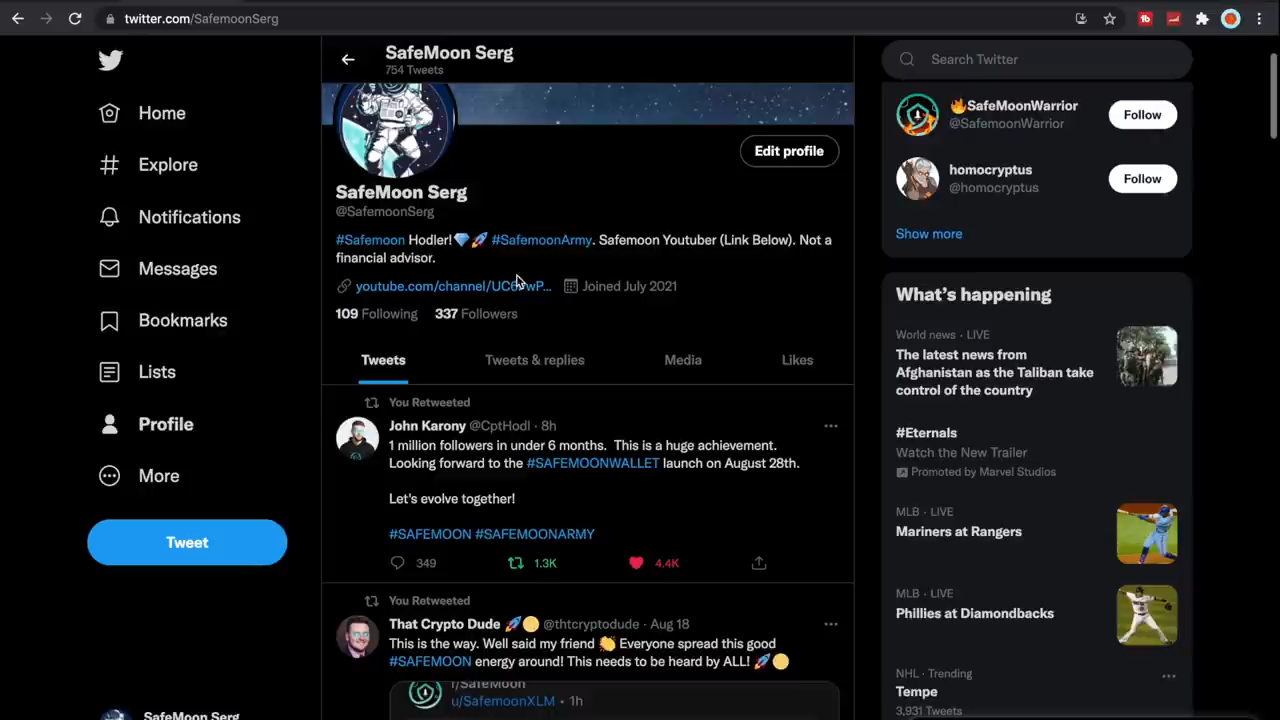 twitter.com/SafemoonSerg
SafeMoon Serg
754 Tweets
Search Twitter
Home
Explore
Notifications
Messages
Bookmarks
Lists
Profile
More
Tweet
SafeMoon Serg
Edit profile
SafeMoon Serg
@SafemoonSerg
#Safemoon Hodler!💎🚀 #SafemoonArmy. Safemoon Youtuber (Link Below). Not a
financial advisor.
Joined July 2021
109 Following 337 Followers
Tweets
Tweets & replies
Media
Likes
You Retweeted
John Karony @CptHodl · 8h
1 million followers in under 6 months. This is a huge achievement.
Looking forward to the #SAFEMOONWALLET launch on August 28th.
Let's evolve together!
#SAFEMOON #SAFEMOONARMY
349 1.3K 4.4K
You Retweeted
That Crypto Dude 🚀🌕 @thtcryptodude · Aug 18
This is the way. Well said my friend 👏 Everyone spread this good
#SAFEMOON energy around! This needs to be heard by ALL! 🚀🌕
r/SafeMoon
u/SafemoonXLM · 1h
🔥SafeMoonWarrior
@SafemoonWarrior
Follow
homocryptus
@homocryptus
Follow
Show more
What's happening
World news · LIVE
The latest news from
Afghanistan as the Taliban take
control of the country
#Eternals
Watch the New Trailer
Promoted by Marvel Studios
MLB · LIVE
Mariners at Rangers
MLB · LIVE
Phillies at Diamondbacks
NHL · Trending
Tempe
3,931 Tweets